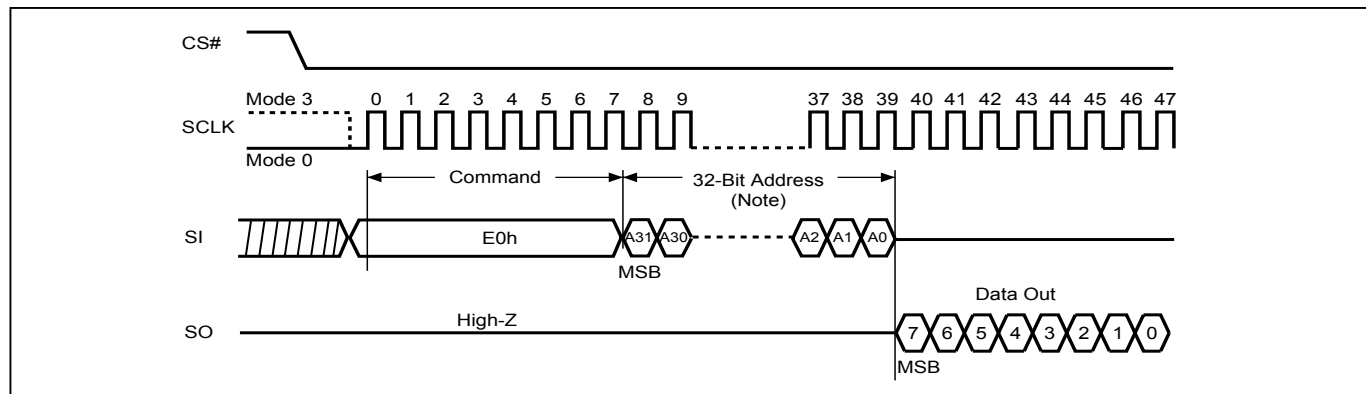 CS#
Mode 3
0 1 2 3 4 5 6 7 8 9 37 38 39 40 41 42 43 44 45 46 47
SCLK
Mode 0
Command
32-Bit Address
(Note)
SI
E0h
A31 A30 A2 A1 A0
MSB
Data Out
High-Z
SO
7 6 5 4 3 2 1 0
MSB